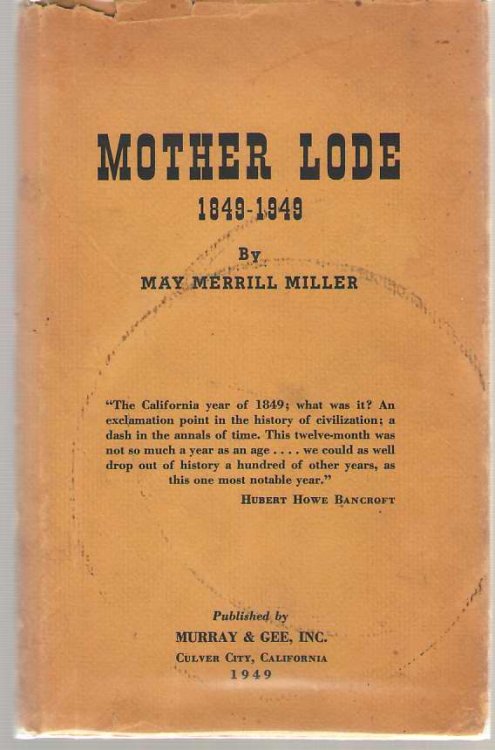 MOTHER LODE
1849-1949
By
MAY MERRILL MILLER
"The California year of 1849; what was it? An
exclamation point in the history of civilization; a
dash in the annals of time. This twelve-month was
not so much a year as an age .... we could as well
drop out of history a hundred of other years, as
this one most notable year."
HUBERT HOWE BANCROFT
Published by
MURRAY & GEE, INC.
CULVER CITY, CALIFORNIA
1949